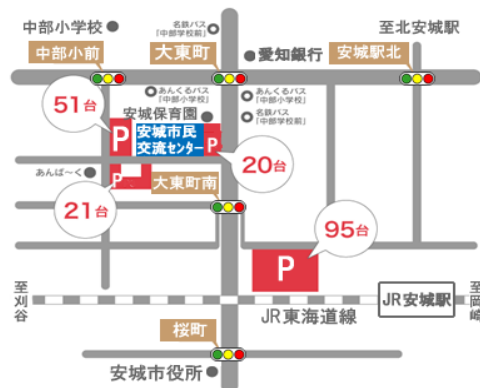 中部小学校
名鉄バス
「中部学校前」
至北安城駅
中部小前
大東町
愛知銀行
安城駅北
51台
あんくるバス
「中部小学校」
あんくるバス
「中部小学校」
安城保育園
名鉄バス
「中部学校前」
P
安城市民
交流センター
P
20台
あんぱ～く
P
大東町南
21台
95台
P
至刈谷
JR安城駅
至岡崎
JR東海道線
桜町
安城市役所